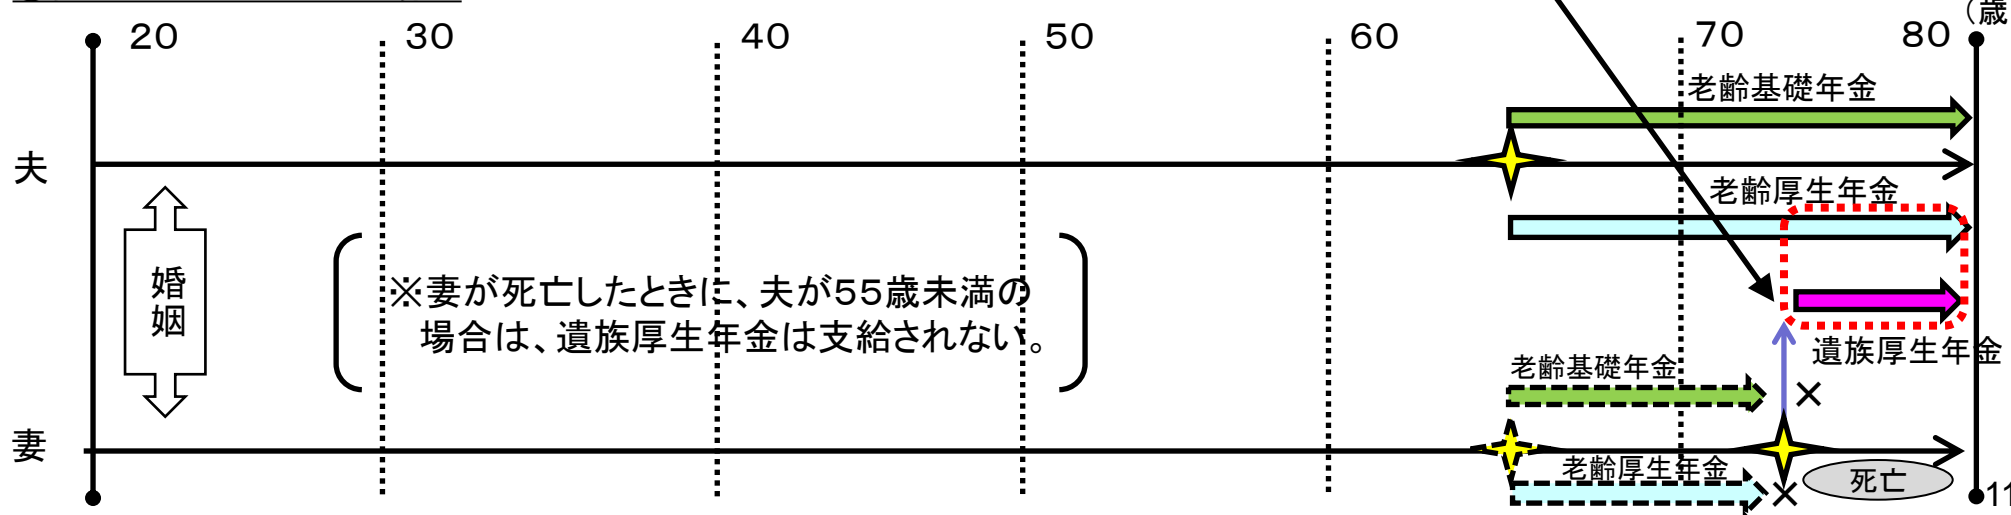 (歳
20 30 40 50 60 70 80
老齢基礎年金
夫
老齢厚生年金
婚姻
※妻が死亡したときに、夫が55歳未満の
場合は、遺族厚生年金は支給されない。
遺族厚生年金
老齢基礎年金
×
妻
老齢厚生年金
×
死亡
11